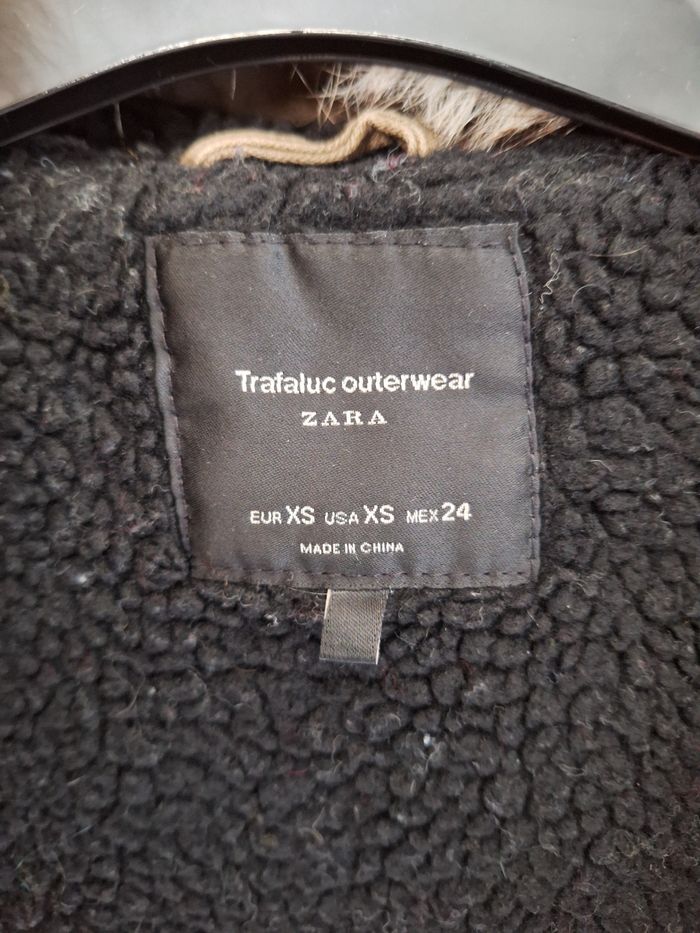 Trafaluc outerwear
ZARA
EUR XS USA XS MEX 24
MADE IN CHINA